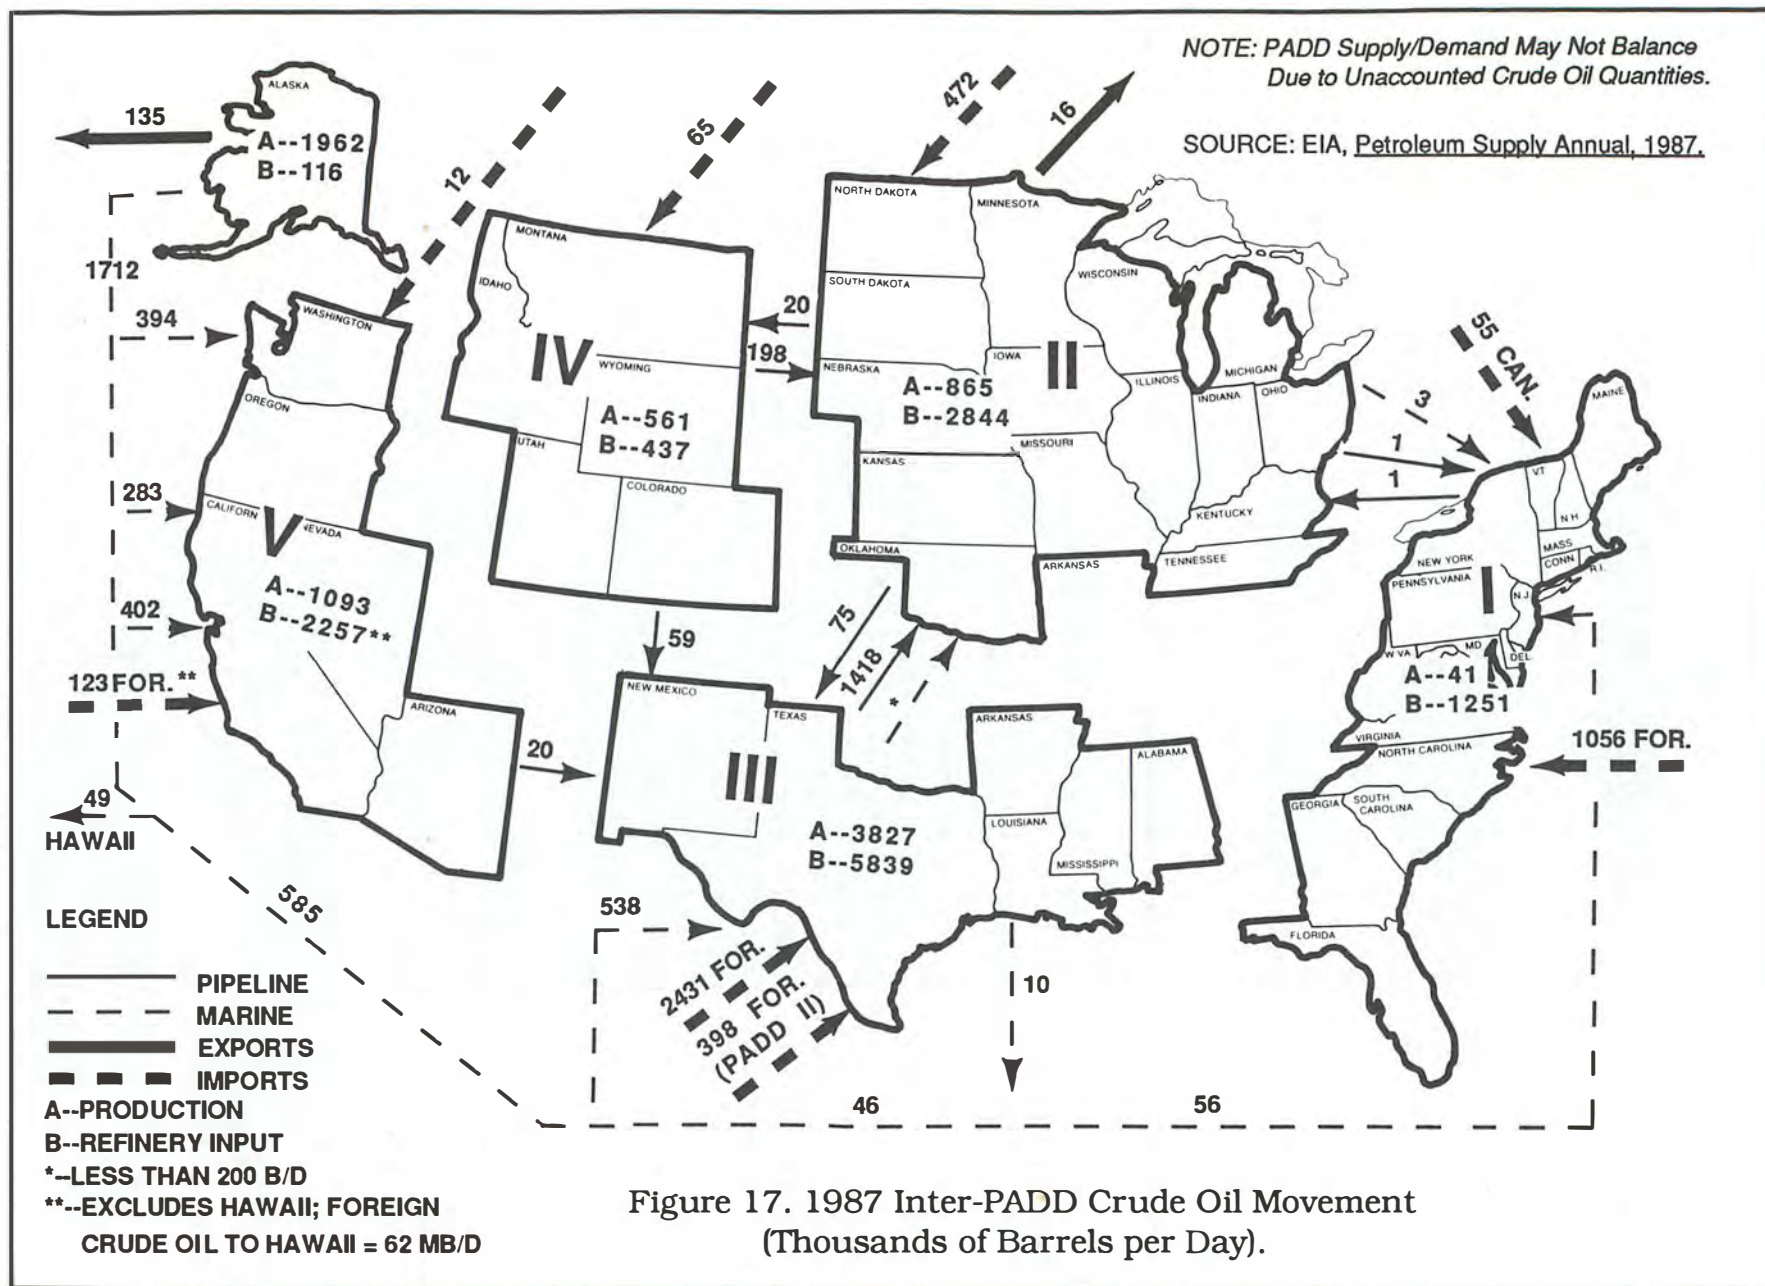 NOTE: PADD Supply/Demand May Not Balance
Due to Unaccounted Crude Oil Quantities.
SOURCE: EIA, Petroleum Supply Annual, 1987.
ALASKA
135
A--1962
B--116
12
65
472
16
1712
394
283
402
123 FOR. **
49
HAWAII
585
WASHINGTON
OREGON
CALIFORN
NEVADA
V
A--1093
B--2257**
ARIZONA
20
MONTANA
IDAHO
IV
WYOMING
A--561
B--437
UTAH
COLORADO
20
198
59
NORTH DAKOTA
MINNESOTA
SOUTH DAKOTA
WISCONSIN
NEBRASKA
IOWA
II
A--865
B--2844
ILLINOIS
MICHIGAN
INDIANA
OHIO
KANSAS
MISSOURI
KENTUCKY
OKLAHOMA
ARKANSAS
TENNESSEE
75
1418
*
3
1
1
55 CAN.
MAINE
VT
N.H.
MASS
CONN
R.I.
NEW YORK
PENNSYLVANIA
I
N.J.
W VA
MD
DEL
A--41
B--1251
VIRGINIA
NORTH CAROLINA
1056 FOR.
GEORGIA
SOUTH
CAROLINA
FLORIDA
NEW MEXICO
TEXAS
ARKANSAS
ALABAMA
III
LOUISIANA
MISSISSIPPI
A--3827
B--5839
538
2431 FOR.
398 FOR.
(PADD II)
10
46
56
LEGEND
PIPELINE
MARINE
EXPORTS
IMPORTS
A--PRODUCTION
B--REFINERY INPUT
*--LESS THAN 200 B/D
**--EXCLUDES HAWAII; FOREIGN
CRUDE OIL TO HAWAII = 62 MB/D
Figure 17. 1987 Inter-PADD Crude Oil Movement
(Thousands of Barrels per Day).